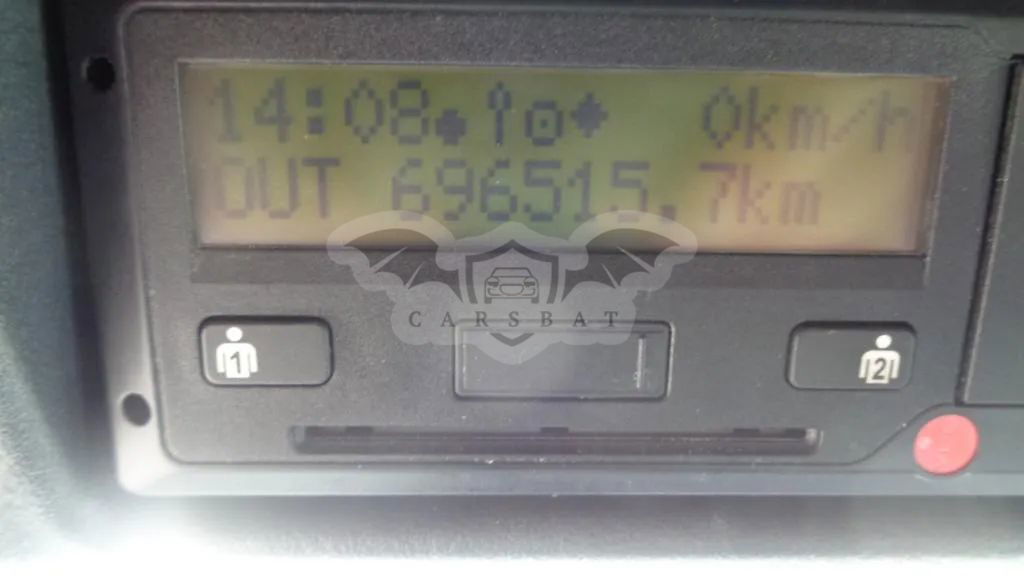 14:08 0km/h
OUT 696515,7km
CARSBAT
1
2